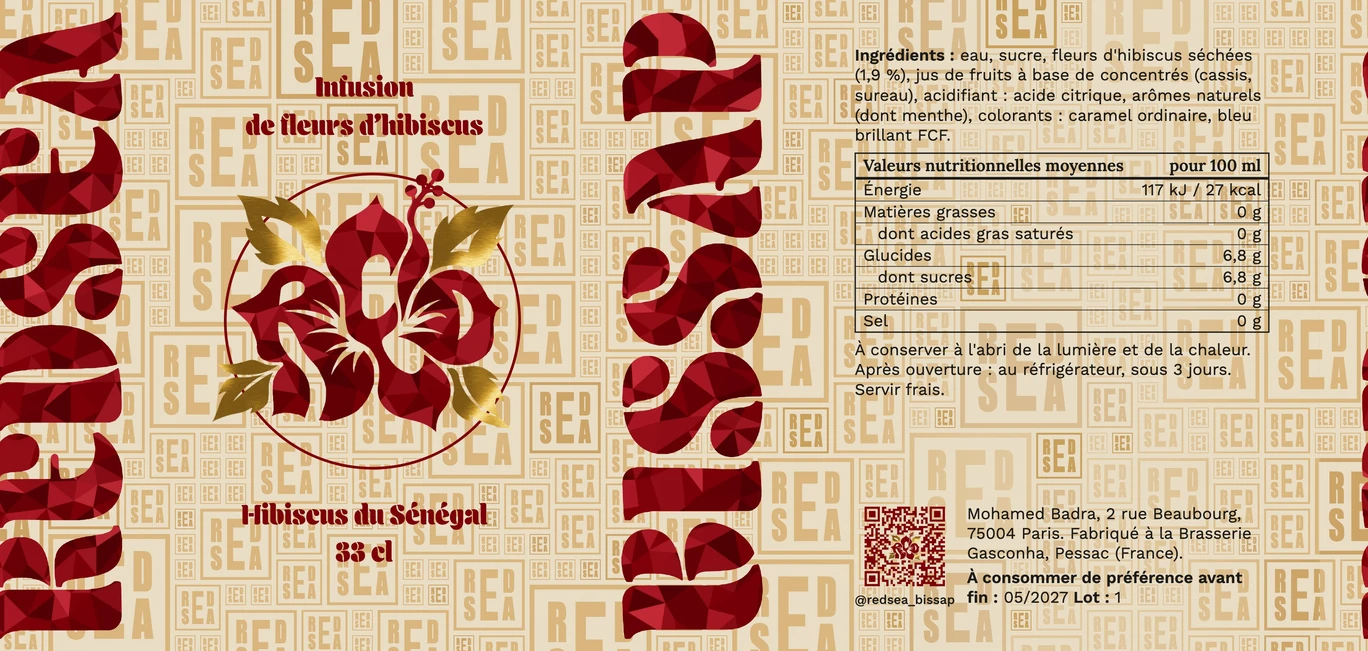 REDSEA
Infusion
de fleurs d'hibiscus
RED
Hibiscus du Sénégal
33 cl
BISSAP
Ingrédients : eau, sucre, fleurs d'hibiscus séchées
(1,9 %), jus de fruits à base de concentrés (cassis,
sureau), acidifiant : acide citrique, arômes naturels
(dont menthe), colorants : caramel ordinaire, bleu
brillant FCF.
Valeurs nutritionnelles moyennes pour 100 ml
Énergie 117 kJ / 27 kcal
Matières grasses 0 g
dont acides gras saturés 0 g
Glucides 6,8 g
dont sucres 6,8 g
Protéines 0 g
Sel 0 g
À conserver à l'abri de la lumière et de la chaleur.
Après ouverture : au réfrigérateur, sous 3 jours.
Servir frais.
@redsea_bissap
Mohamed Badra, 2 rue Beaubourg,
75004 Paris. Fabriqué à la Brasserie
Gasconha, Pessac (France).
À consommer de préférence avant
fin : 05/2027 Lot : 1
RED
SEA